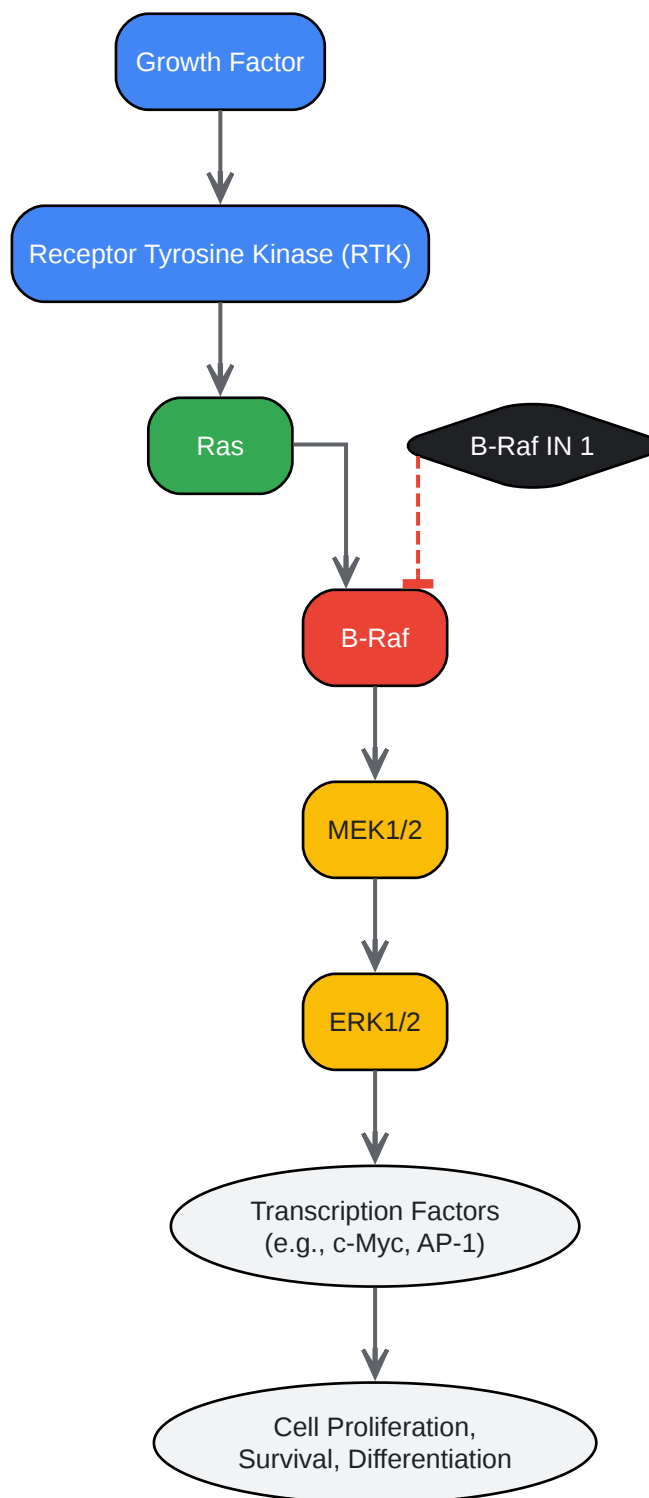 Growth Factor
Receptor Tyrosine Kinase (RTK)
Ras
B-Raf IN 1
B-Raf
MEK1/2
ERK1/2
Transcription Factors
(e.g., c-Myc, AP-1)
Cell Proliferation,
Survival, Differentiation